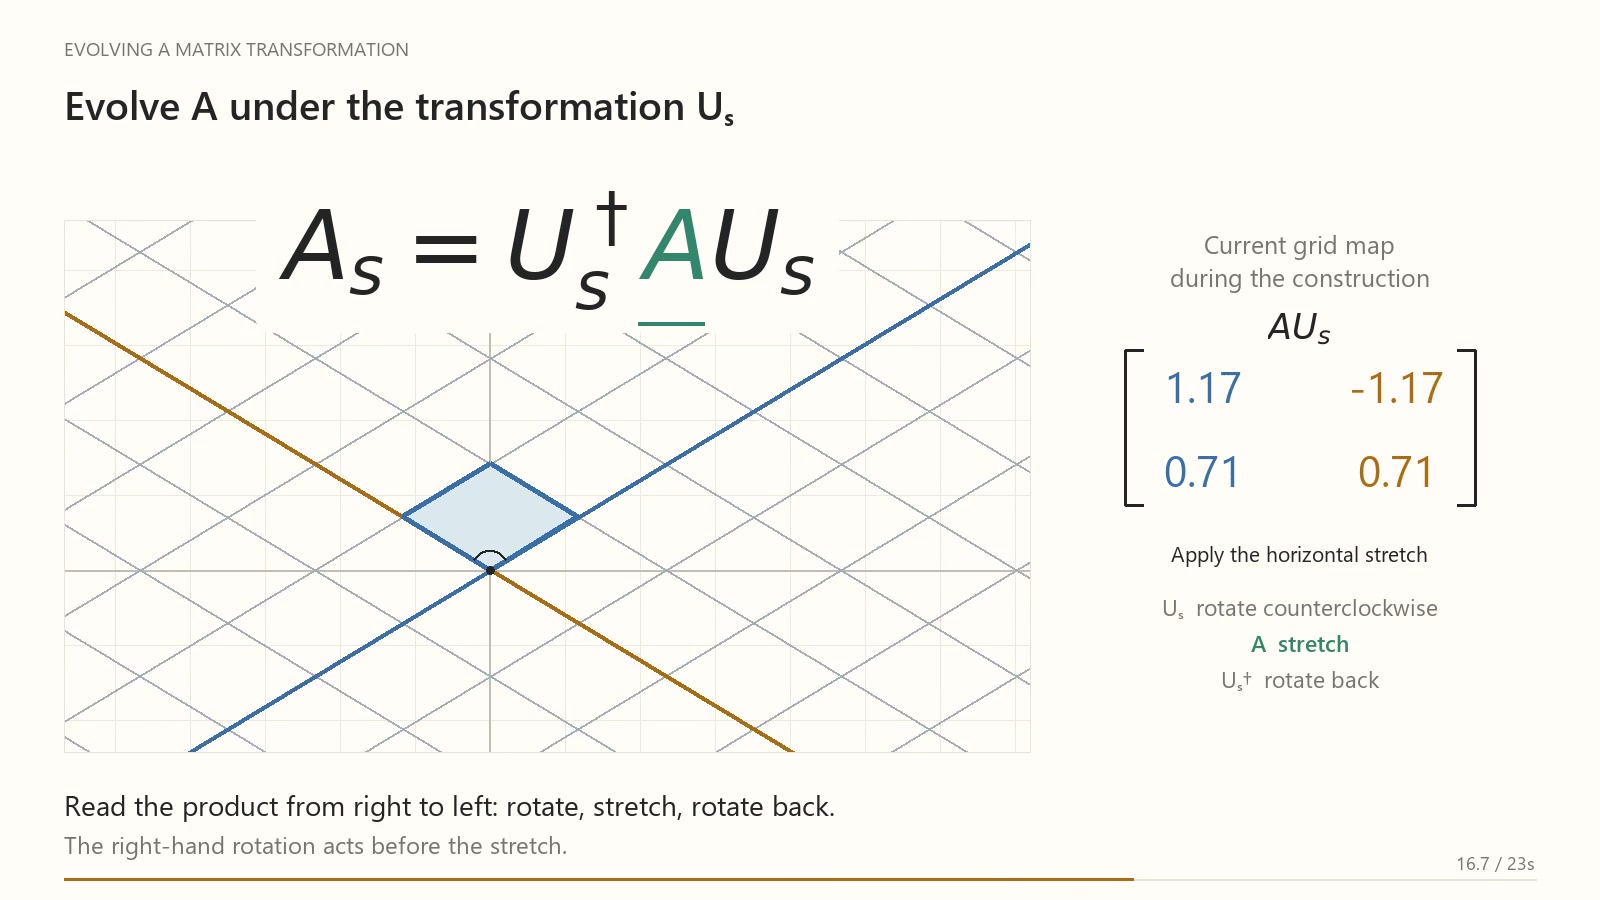 EVOLVING A MATRIX TRANSFORMATION
Evolve A under the transformation Uₛ
Aₛ = Uₛ†AUₛ
Current grid map
during the construction
AUₛ
1.17 -1.17
0.71 0.71
Apply the horizontal stretch
Uₛ rotate counterclockwise
A stretch
Uₛ† rotate back
Read the product from right to left: rotate, stretch, rotate back.
The right-hand rotation acts before the stretch.
16.7 / 23s